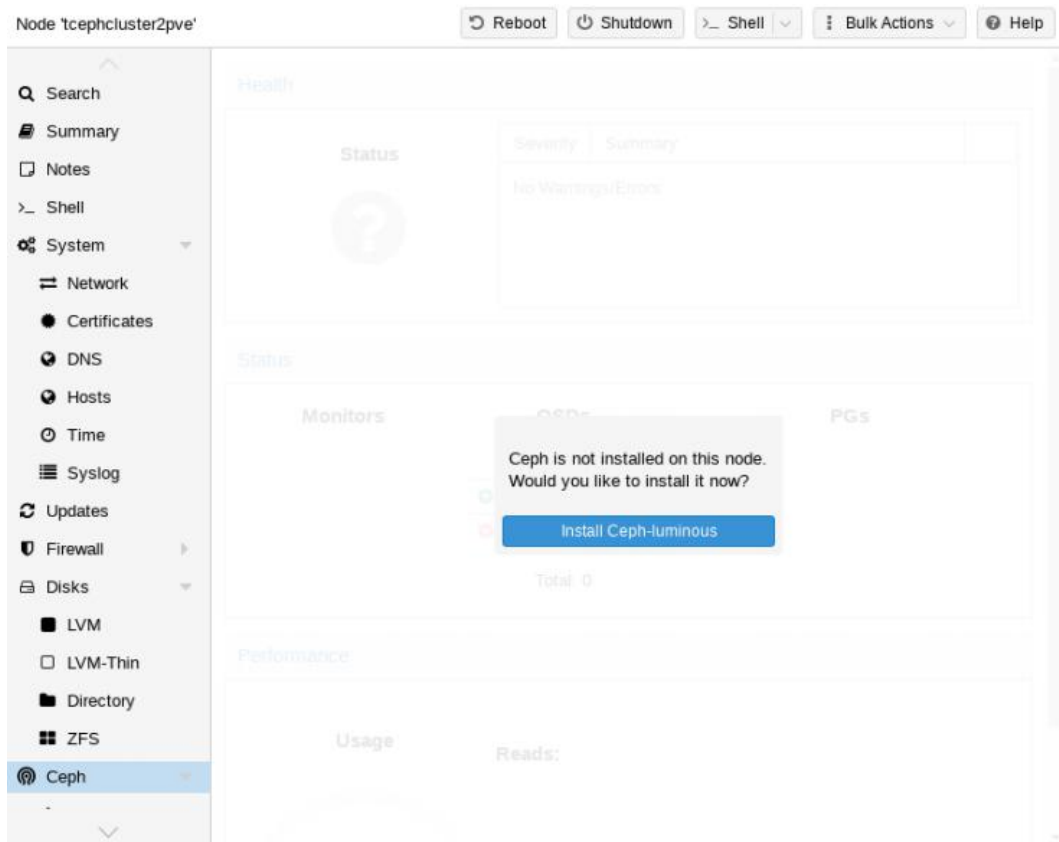 Node 'tcephcluster2pve'
Reboot Shutdown >_ Shell Bulk Actions Help
Search
Summary
Notes
>_ Shell
System
Network
Certificates
DNS
Hosts
Time
Syslog
Updates
Firewall
Disks
LVM
LVM-Thin
Directory
ZFS
Ceph
Health
Status
Severity Summary
No Warnings/Errors
Status
Monitors OSDs PGs
Ceph is not installed on this node.
Would you like to install it now?
Install Ceph-luminous
Total: 0
Performance
Usage
Reads: